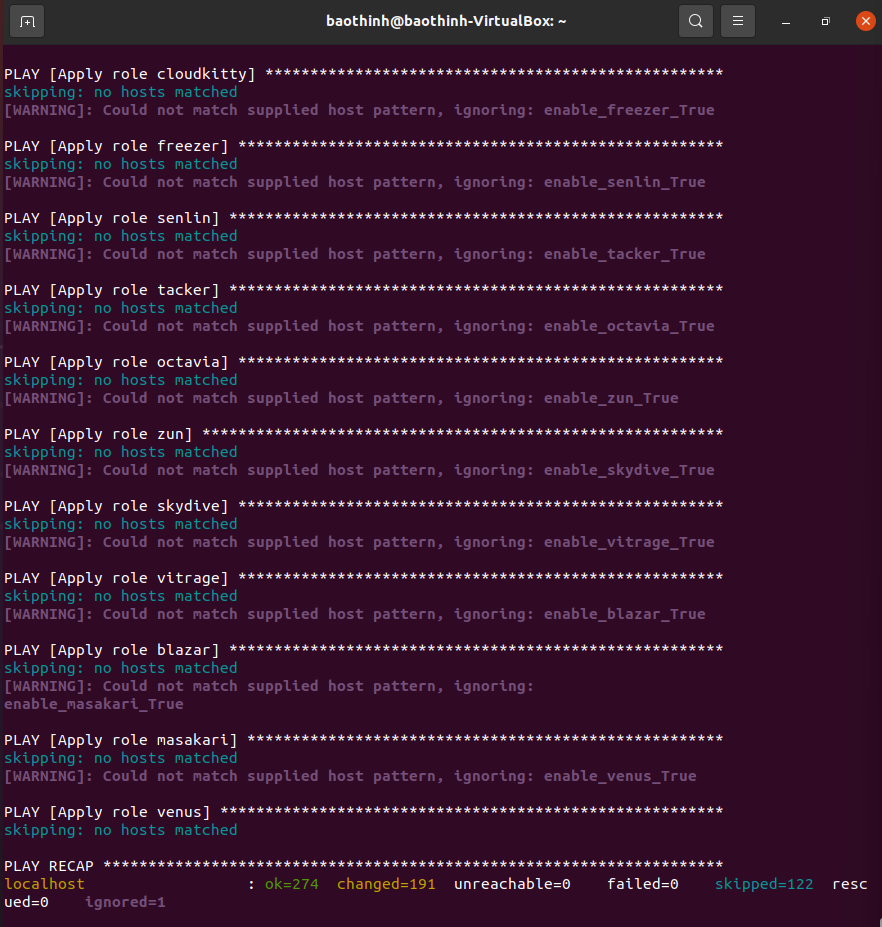 baothinh@baothinh-VirtualBox: ~
PLAY [Apply role cloudkitty] ***************************************************
skipping: no hosts matched
[WARNING]: Could not match supplied host pattern, ignoring: enable_freezer_True
PLAY [Apply role freezer] ******************************************************
skipping: no hosts matched
[WARNING]: Could not match supplied host pattern, ignoring: enable_senlin_True
PLAY [Apply role senlin] *******************************************************
skipping: no hosts matched
[WARNING]: Could not match supplied host pattern, ignoring: enable_tacker_True
PLAY [Apply role tacker] *******************************************************
skipping: no hosts matched
[WARNING]: Could not match supplied host pattern, ignoring: enable_octavia_True
PLAY [Apply role octavia] ******************************************************
skipping: no hosts matched
[WARNING]: Could not match supplied host pattern, ignoring: enable_zun_True
PLAY [Apply role zun] **********************************************************
skipping: no hosts matched
[WARNING]: Could not match supplied host pattern, ignoring: enable_skydive_True
PLAY [Apply role skydive] ******************************************************
skipping: no hosts matched
[WARNING]: Could not match supplied host pattern, ignoring: enable_vitrage_True
PLAY [Apply role vitrage] ******************************************************
skipping: no hosts matched
[WARNING]: Could not match supplied host pattern, ignoring: enable_blazar_True
PLAY [Apply role blazar] *******************************************************
skipping: no hosts matched
[WARNING]: Could not match supplied host pattern, ignoring:
enable_masakari_True
PLAY [Apply role masakari] *****************************************************
skipping: no hosts matched
[WARNING]: Could not match supplied host pattern, ignoring: enable_venus_True
PLAY [Apply role venus] ********************************************************
skipping: no hosts matched
PLAY RECAP *********************************************************************
localhost                  : ok=274  changed=191  unreachable=0    failed=0    skipped=122  resc
ued=0    ignored=1